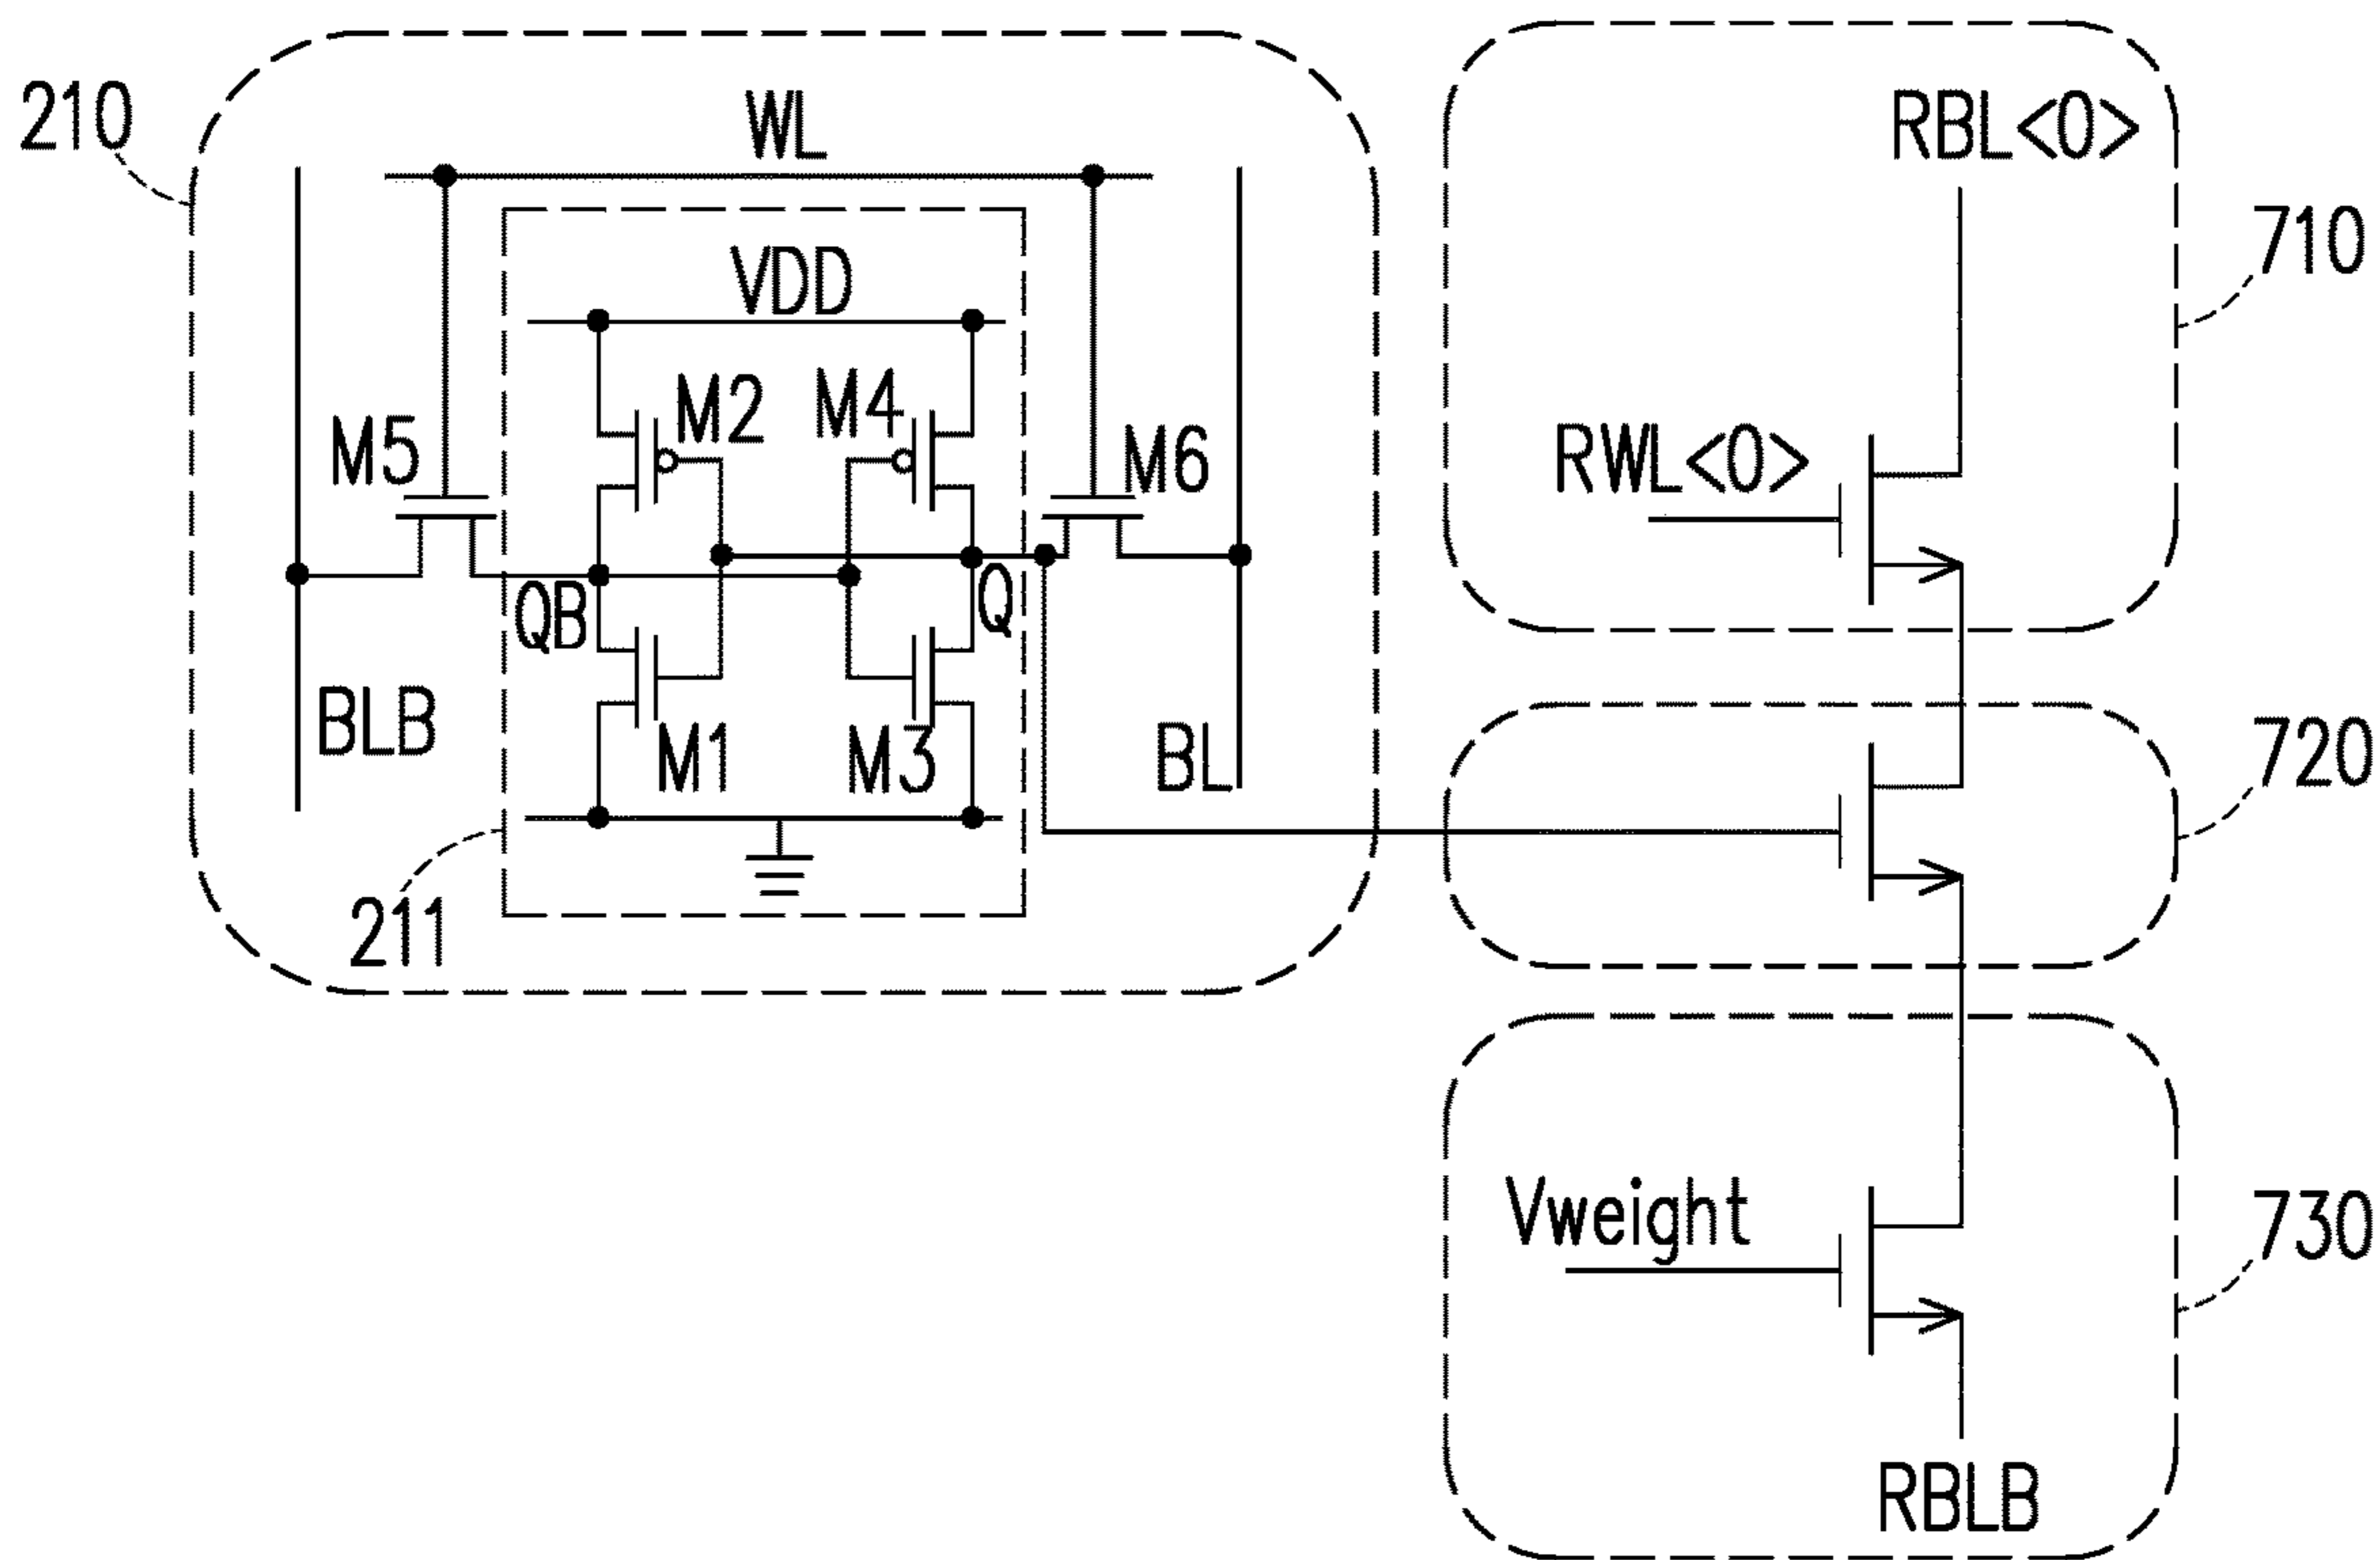 210
WL
RBL<0>
710
VDD
M5
M2
M4
M6
RWL<0>
QB
Q
BLB
M1
M3
BL
720
211
Vweight
730
RBLB